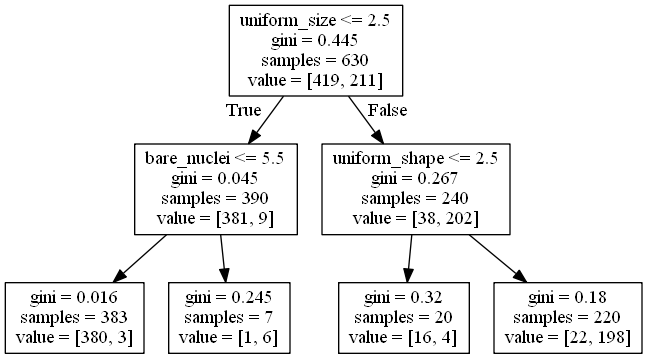 uniform_size <= 2.5
gini = 0.445
samples = 630
value = [419, 211]
True
False
bare_nuclei <= 5.5
gini = 0.045
samples = 390
value = [381, 9]
uniform_shape <= 2.5
gini = 0.267
samples = 240
value = [38, 202]
gini = 0.016
samples = 383
value = [380, 3]
gini = 0.245
samples = 7
value = [1, 6]
gini = 0.32
samples = 20
value = [16, 4]
gini = 0.18
samples = 220
value = [22, 198]